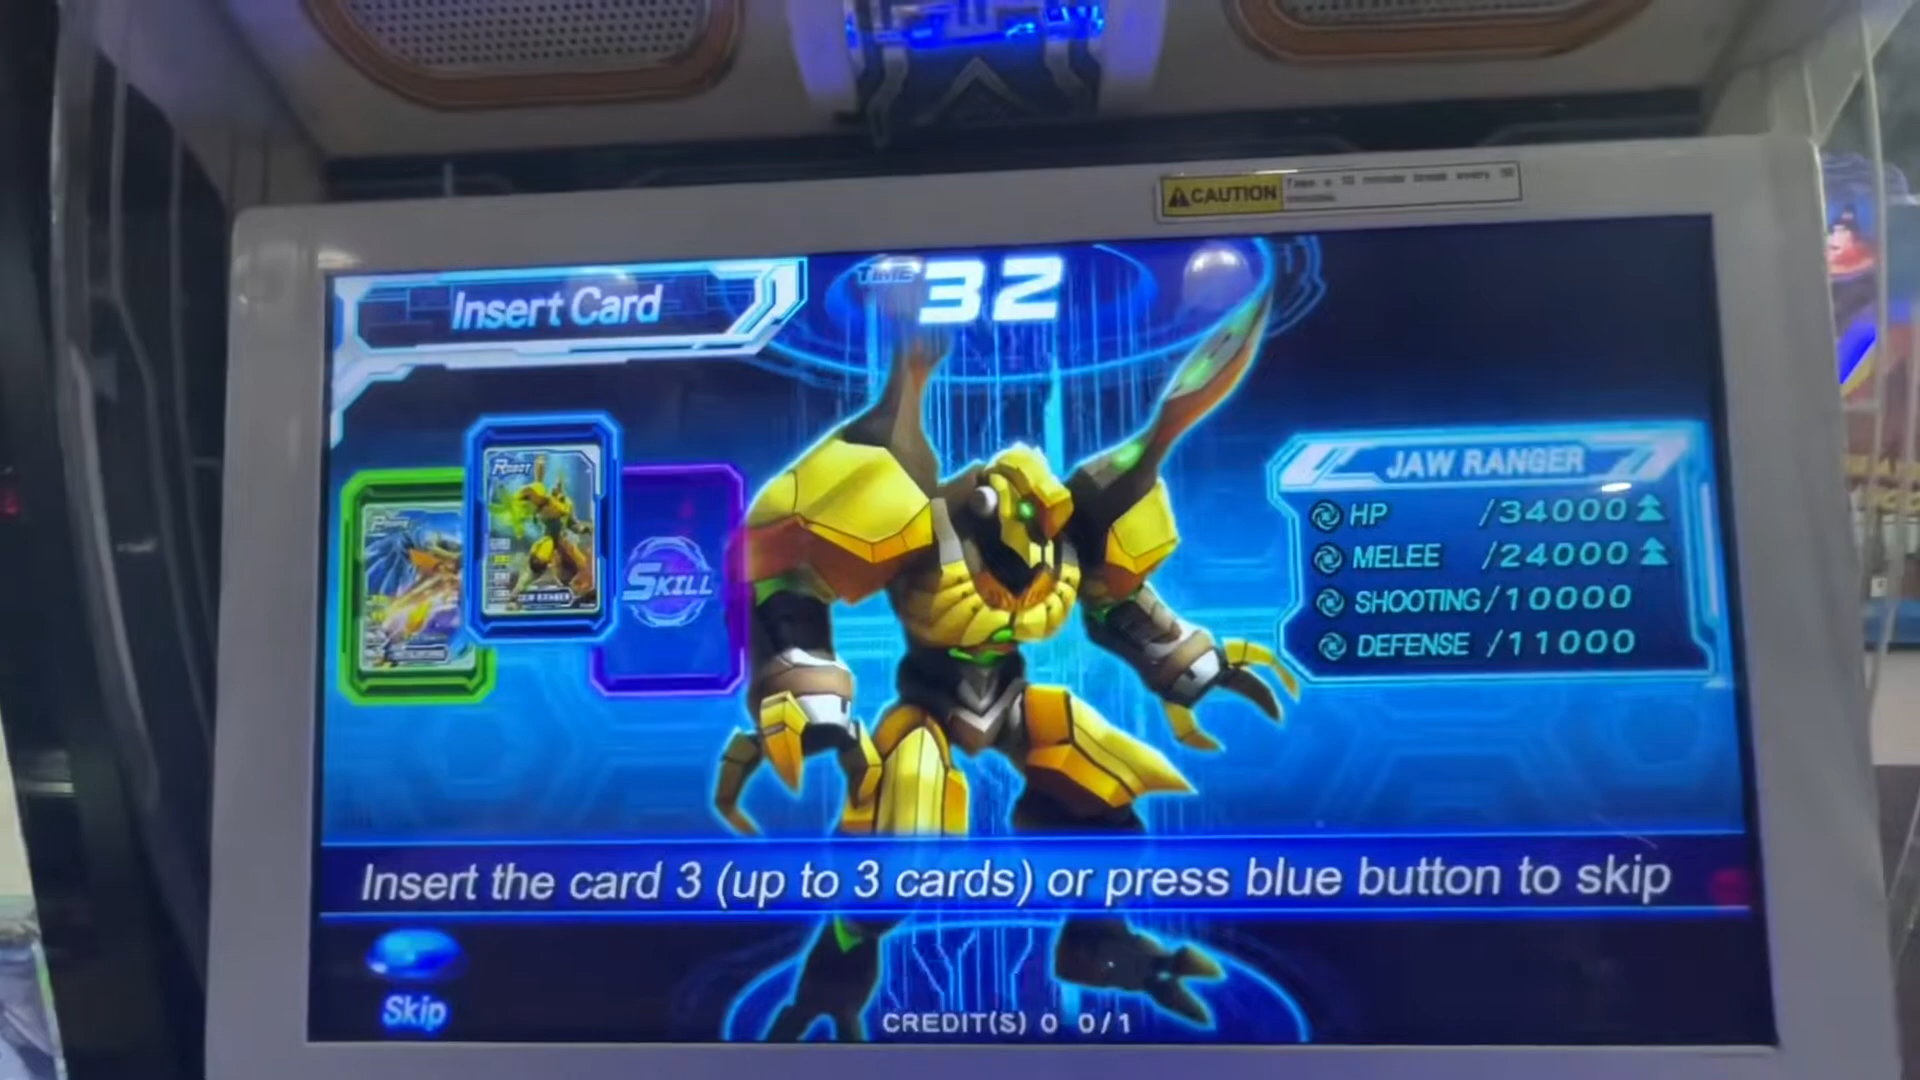 CAUTION
Insert Card
TIME 32
ROBOT
SKILL
JAW RANGER
HP /34000
MELEE /24000
SHOOTING /10000
DEFENSE /11000
Insert the card 3 (up to 3 cards) or press blue button to skip
Skip
CREDIT(S) 0 0/1